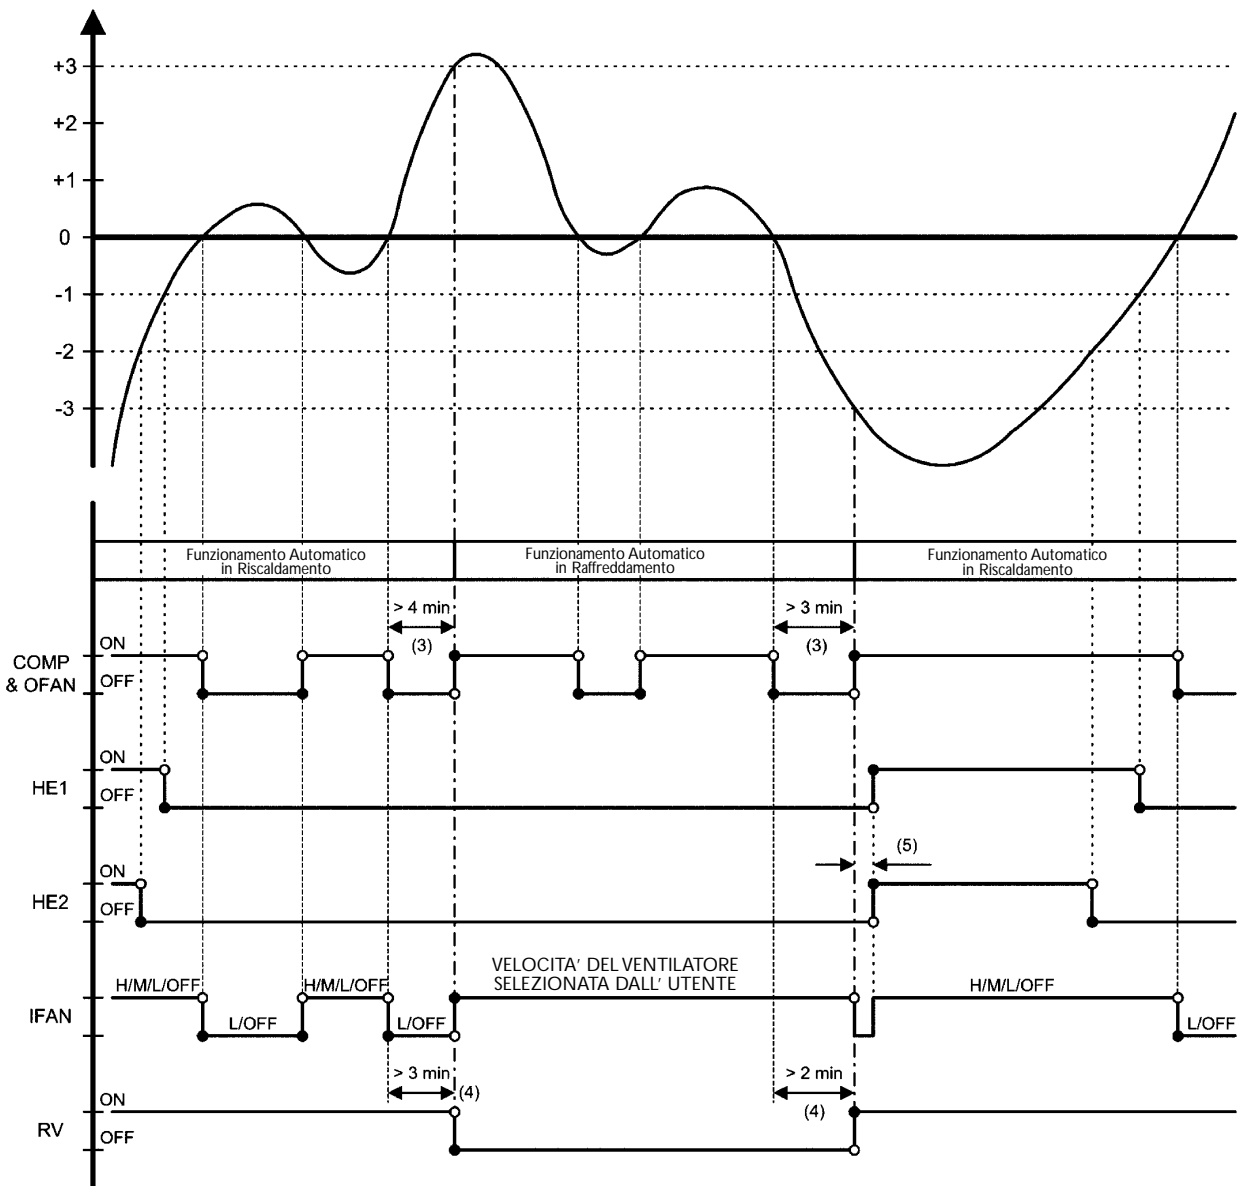 +3
+2
+1
0
-1
-2
-3
Funzionamento Automatico
in Riscaldamento
Funzionamento Automatico
in Raffreddamento
Funzionamento Automatico
in Riscaldamento
> 4 min
(3)
> 3 min
(3)
COMP
& OFAN
ON
OFF
HE1
ON
OFF
(5)
HE2
ON
OFF
IFAN
H/M/L/OFF
L/OFF
H/M/L/OFF
L/OFF
VELOCITA' DEL VENTILATORE
SELEZIONATA DALL' UTENTE
H/M/L/OFF
L/OFF
> 3 min
(4)
> 2 min
(4)
RV
ON
OFF